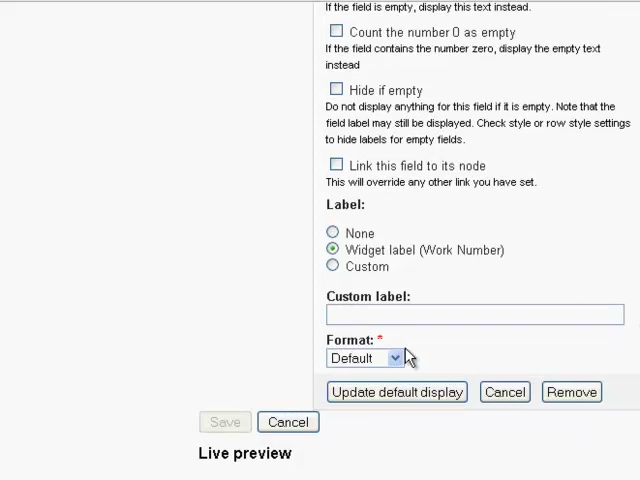 If the field is empty, display this text instead.
Count the number 0 as empty
If the field contains the number zero, display the empty text
instead
Hide if empty
Do not display anything for this field if it is empty. Note that the
field label may still be displayed. Check style or row style settings
to hide labels for empty fields.
Link this field to its node
This will override any other link you have set.
Label:
None
Widget label (Work Number)
Custom
Custom label:
Format: *
Default
Update default display
Cancel
Remove
Save
Cancel
Live preview